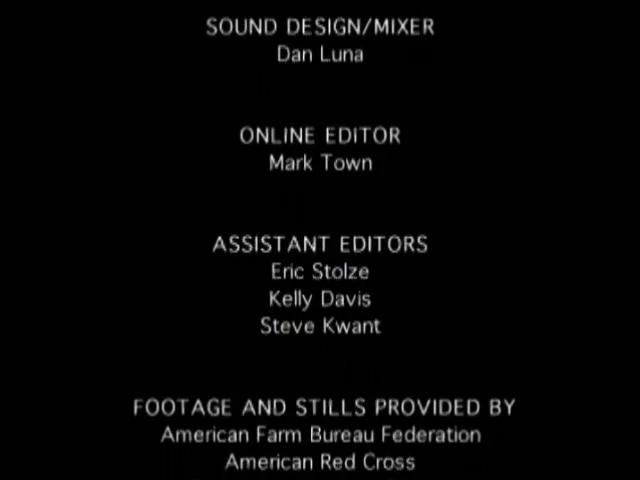 SOUND DESIGN/MIXER
Dan Luna
ONLINE EDITOR
Mark Town
ASSISTANT EDITORS
Eric Stolze
Kelly Davis
Steve Kwant
FOOTAGE AND STILLS PROVIDED BY
American Farm Bureau Federation
American Red Cross